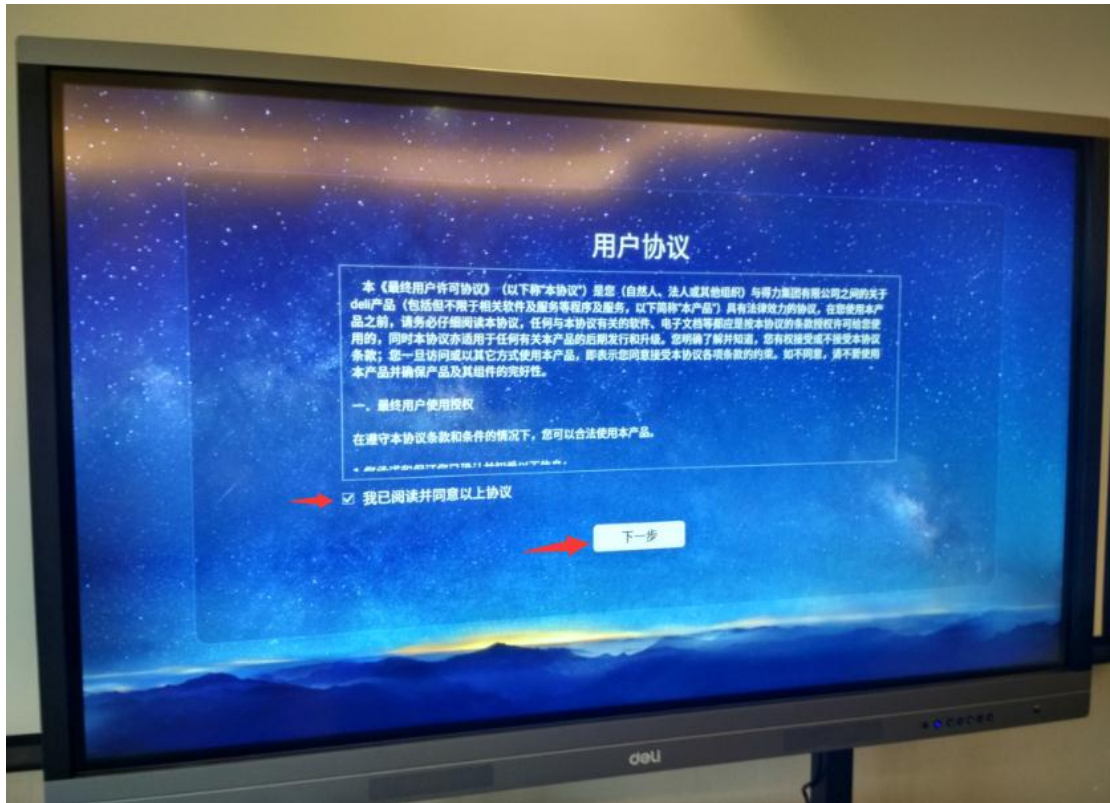 用户协议
本《最终用户许可协议》（以下称“本协议”）是您（自然人、法人或其他组织）与得力集团有限公司之间的关于
deli产品（包括但不限于相关软件及服务等程序及服务，以下简称“本产品”）具有法律效力的协议，在您使用本产
品之前，请务必仔细阅读本协议，任何与本协议有关的软件、电子文档等都应是按本协议的条款授权许可给您使
用的，同时本协议亦适用于任何有关本产品的后期发行和升级。您明确了解并知道，您有权接受或不接受本协议
条款；您一旦访问或以其它方式使用本产品，即表示您同意接受本协议各项条款的约束。如不同意，请不要使用
本产品并确保产品及其组件的完好性。
一、最终用户使用授权
在遵守本协议条款和条件的情况下，您可以合法使用本产品。
我已阅读并同意以上协议
下一步
deli